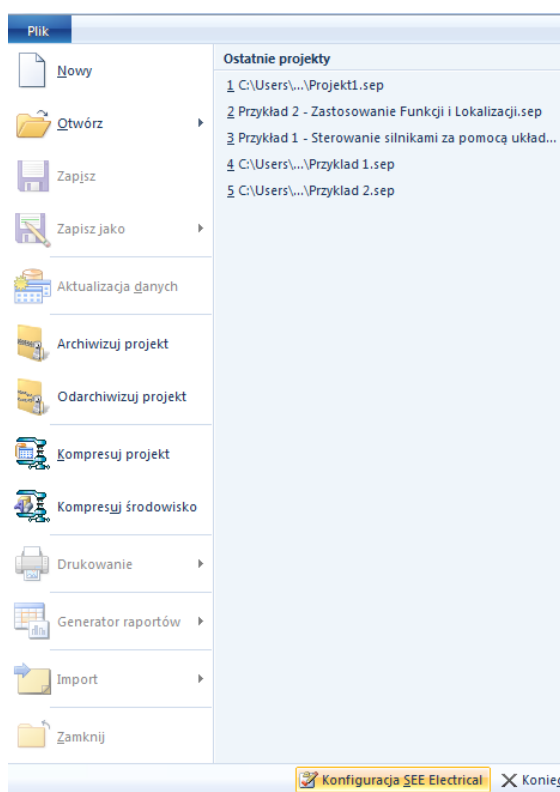 Plik
Nowy
Otwórz
Zapisz
Zapisz jako
Aktualizacja danych
Archiwizuj projekt
Odarchiwizuj projekt
Kompresuj projekt
Kompresuj środowisko
Drukowanie
Generator raportów
Import
Zamknij
Ostatnie projekty
1 C:\Users\...\Projekt1.sep
2 Przykład 2 - Zastosowanie Funkcji i Lokalizacji.sep
3 Przykład 1 - Sterowanie silnikami za pomocą układ...
4 C:\Users\...\Przyklad 1.sep
5 C:\Users\...\Przyklad 2.sep
Konfiguracja SEE Electrical
Konie